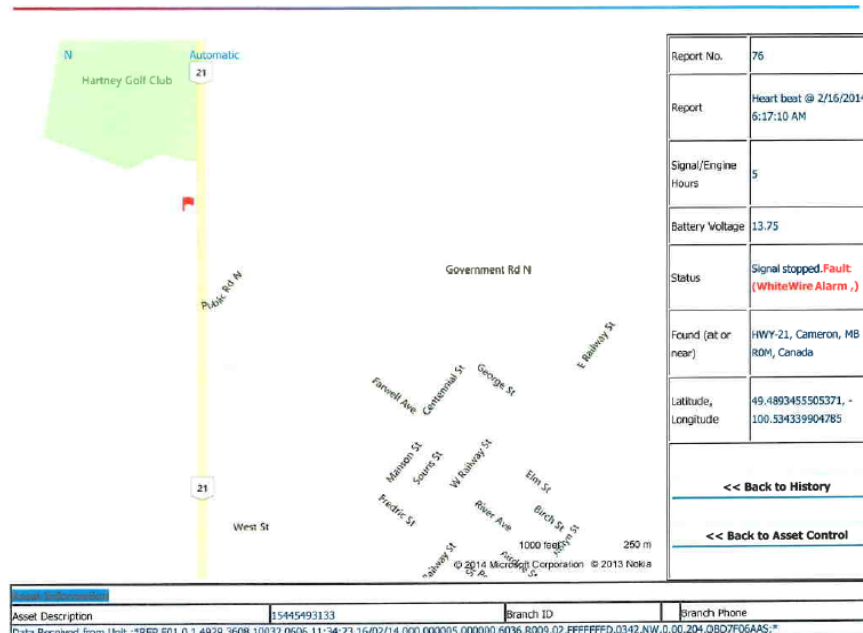 N
Automatic
21
Hartney Golf Club
Public Rd N
Government Rd N
E Railway St
Farwell Ave
Centennial St
George St
Manson St
Souris St
W Railway St
Elm St
Fredric St
River Ave
Birch St
21
West St
1000 feet
250 m
© 2014 Microsoft Corporation © 2013 Nokia
Report No. 76
Report Heart beat @ 2/16/2014
6:17:10 AM
Signal/Engine
Hours 5
Battery Voltage 13.75
Status Signal stopped.Fault
(WhiteWire Alarm ,)
Found (at or
near) HWY-21, Cameron, MB
R0M, Canada
Latitude,
Longitude 49.4893455505371, -
100.534339904785
<< Back to History
<< Back to Asset Control
Asset Information
Asset Description 15445493133 Branch ID Branch Phone